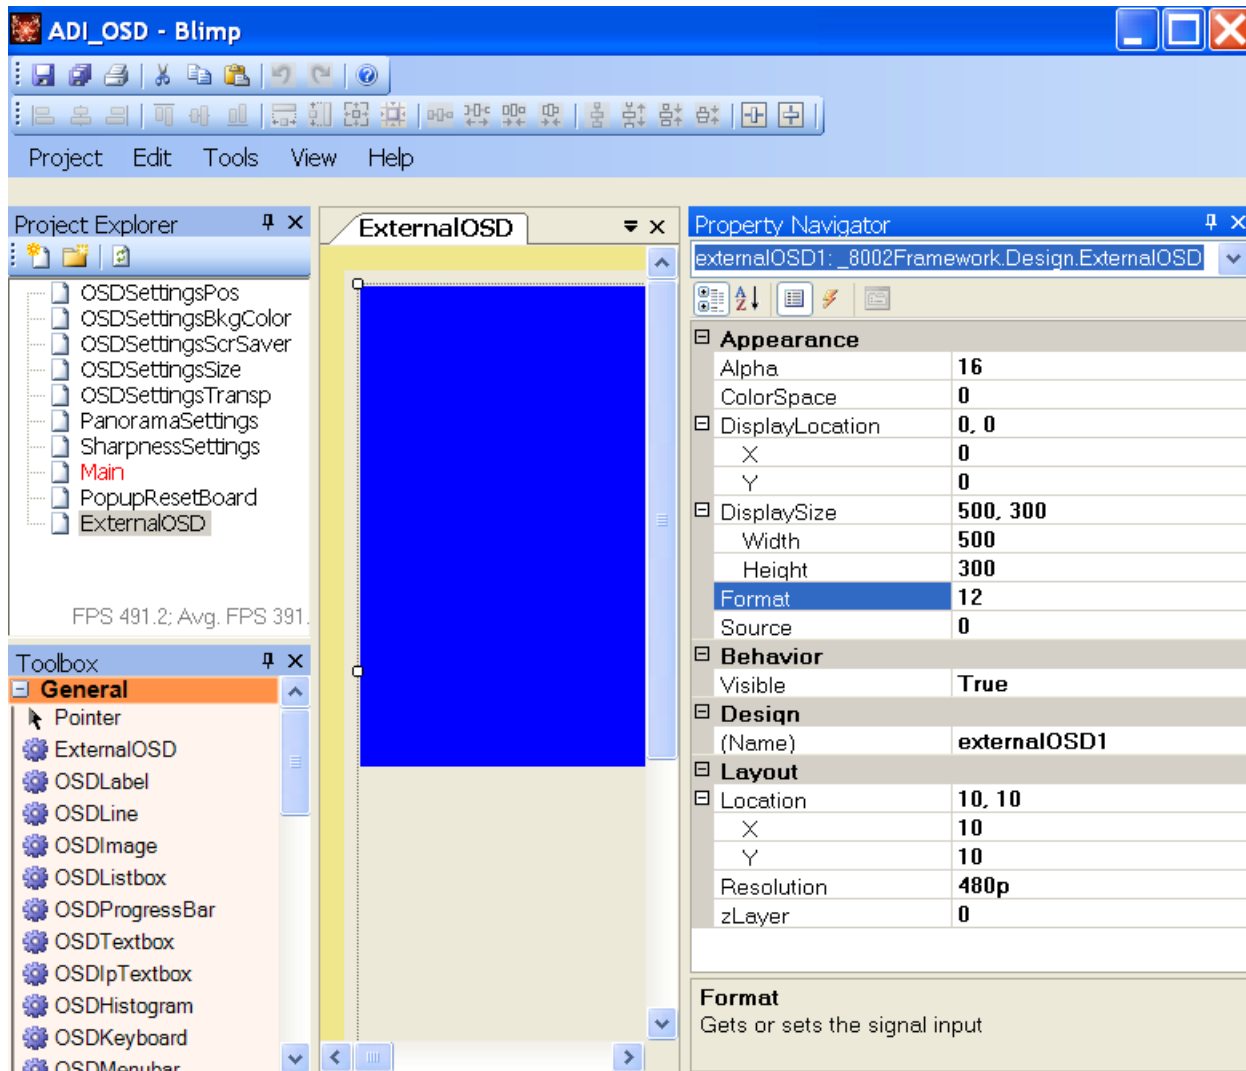 ADI_OSD - Blimp
Project Edit Tools View Help
Project Explorer
OSDSettingsPos
OSDSettingsBkgColor
OSDSettingsScrSaver
OSDSettingsSize
OSDSettingsTransp
PanoramaSettings
SharpnessSettings
Main
PopupResetBoard
ExternalOSD
FPS 491.2; Avg. FPS 391.
Toolbox
General
Pointer
ExternalOSD
OSDLabel
OSDLine
OSDImage
OSDListbox
OSDProgressBar
OSDTextbox
OSDIpTextbox
OSDHistogram
OSDKeyboard
OSDMenubar
ExternalOSD
Property Navigator
externalOSD1: _8002Framework.Design.ExternalOSD
Appearance
Alpha 16
ColorSpace 0
DisplayLocation 0, 0
X 0
Y 0
DisplaySize 500, 300
Width 500
Height 300
Format 12
Source 0
Behavior
Visible True
Design
(Name) externalOSD1
Layout
Location 10, 10
X 10
Y 10
Resolution 480p
zLayer 0
Format
Gets or sets the signal input